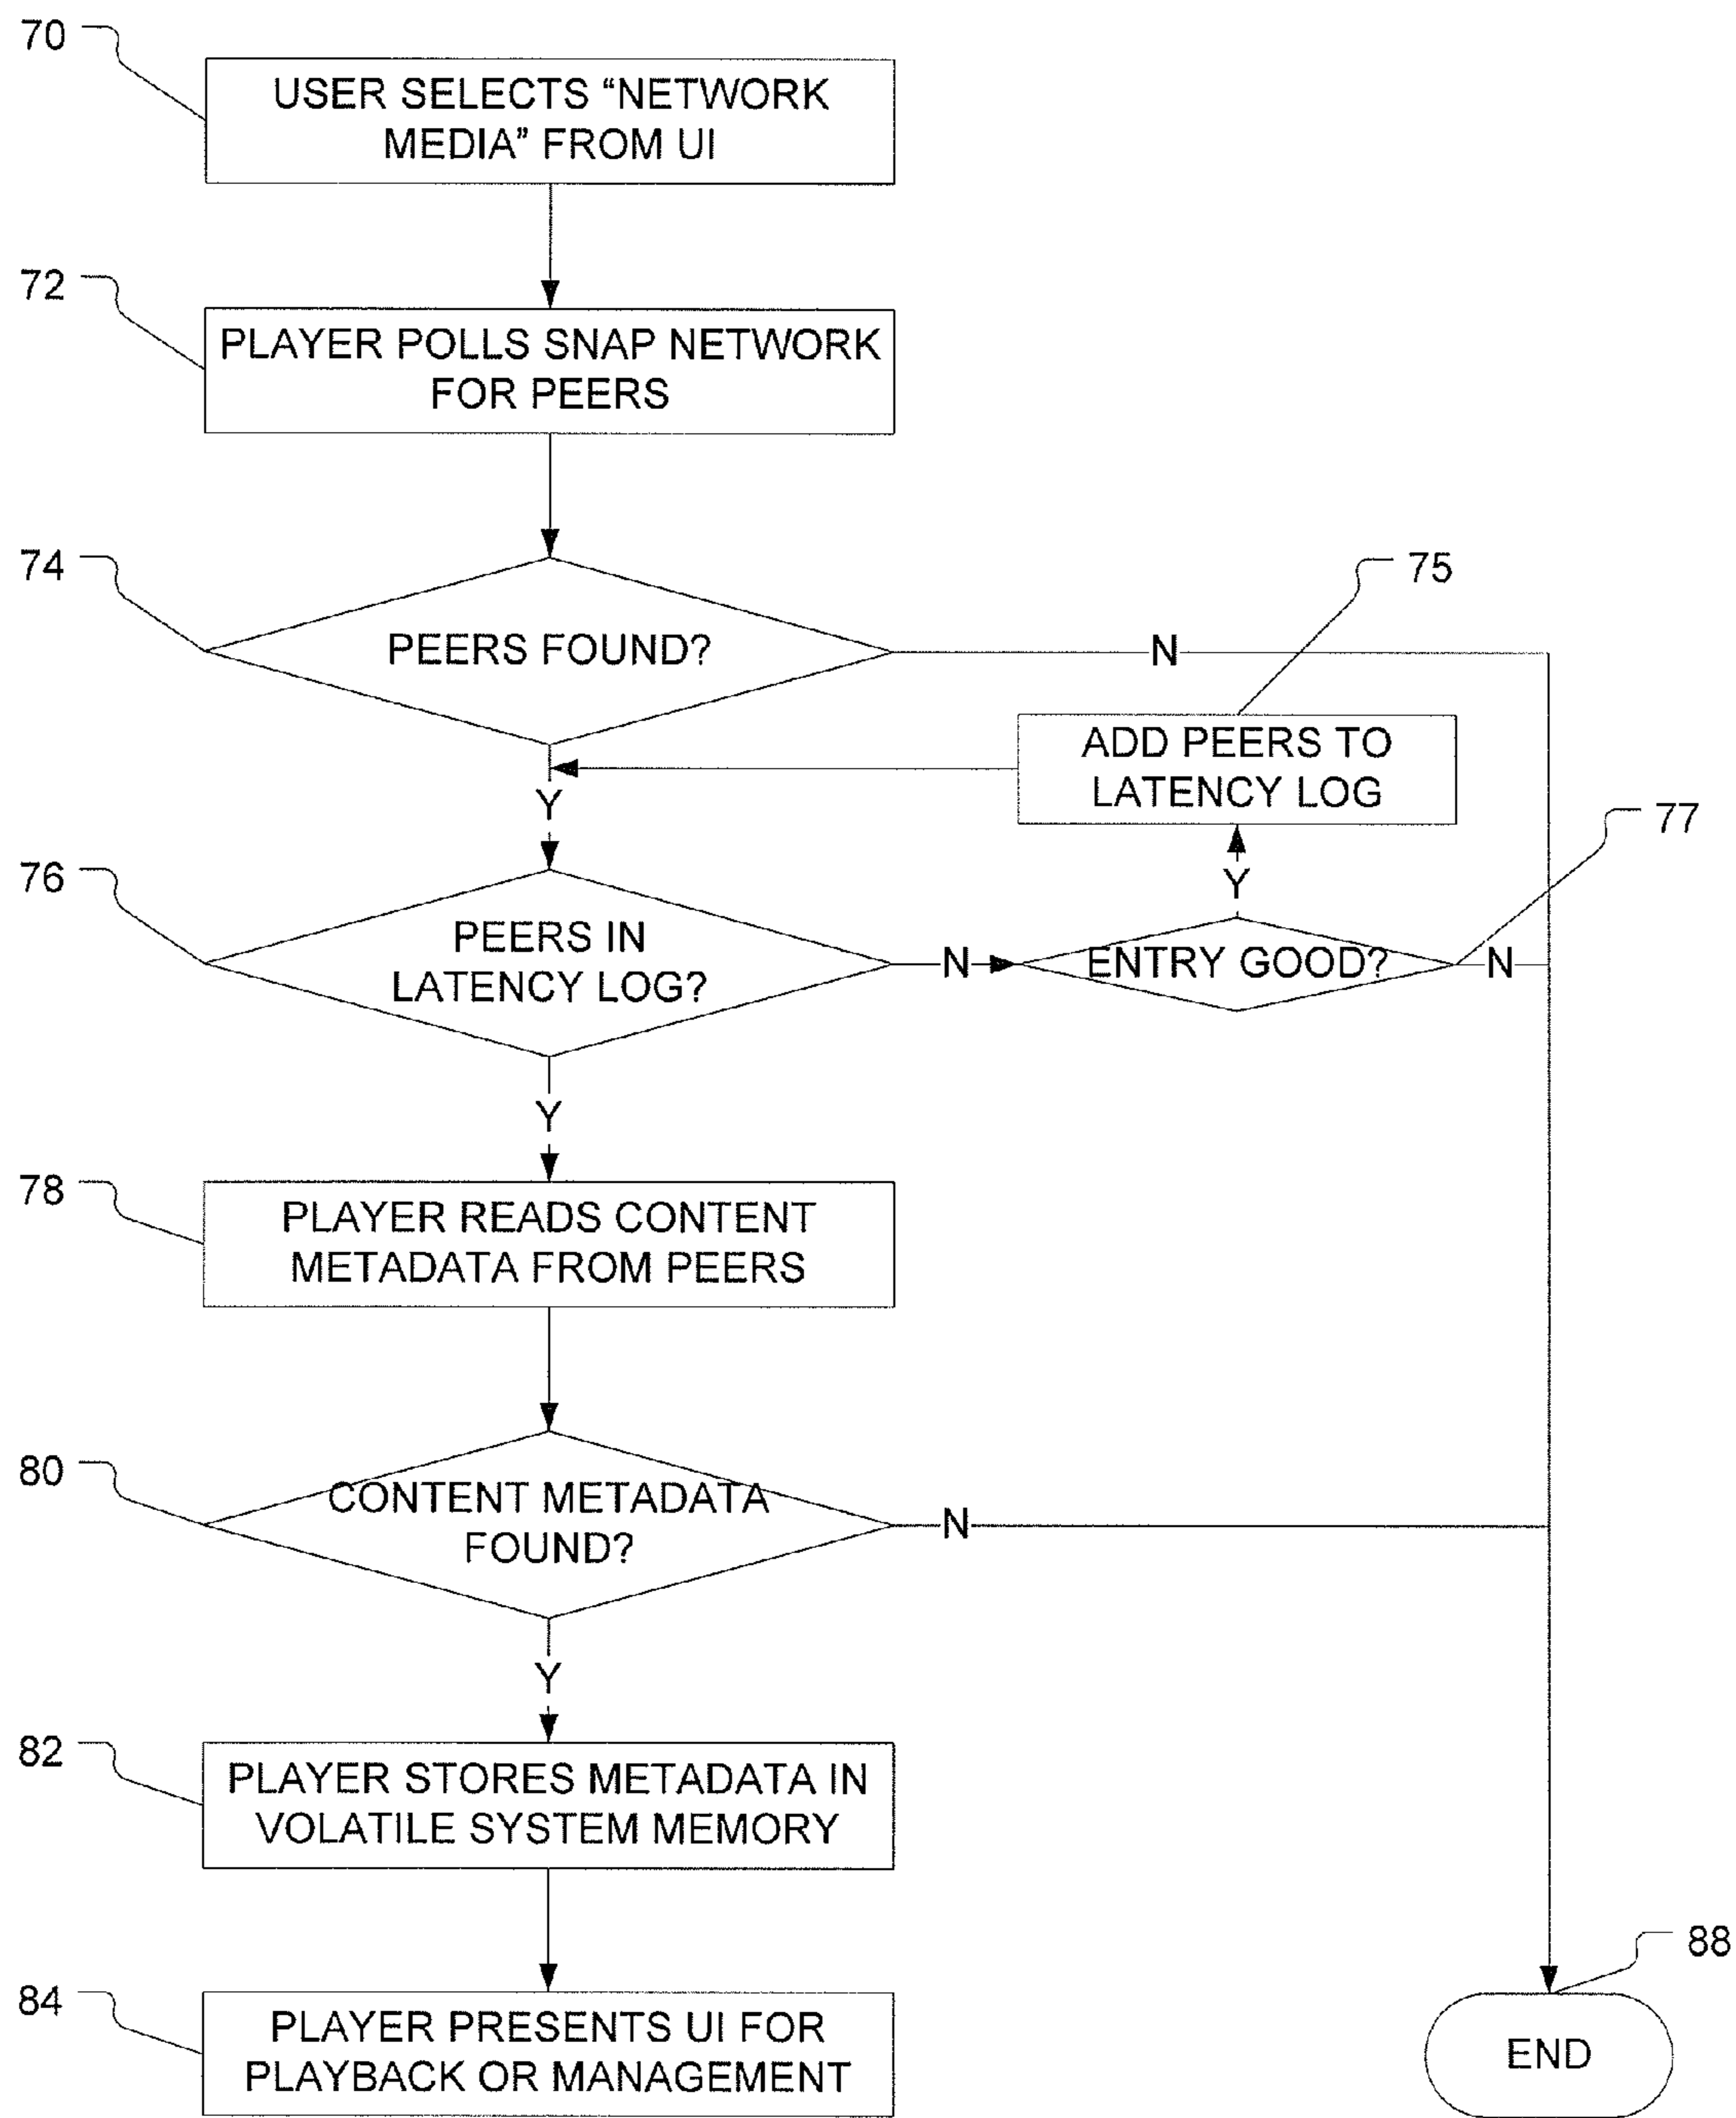 70
USER SELECTS “NETWORK
MEDIA” FROM UI
72
PLAYER POLLS SNAP NETWORK
FOR PEERS
74
PEERS FOUND?
N
75
ADD PEERS TO
LATENCY LOG
Y
77
Y
76
PEERS IN
LATENCY LOG?
N
ENTRY GOOD?
N
Y
78
PLAYER READS CONTENT
METADATA FROM PEERS
80
CONTENT METADATA
FOUND?
N
Y
82
PLAYER STORES METADATA IN
VOLATILE SYSTEM MEMORY
84
PLAYER PRESENTS UI FOR
PLAYBACK OR MANAGEMENT
88
END